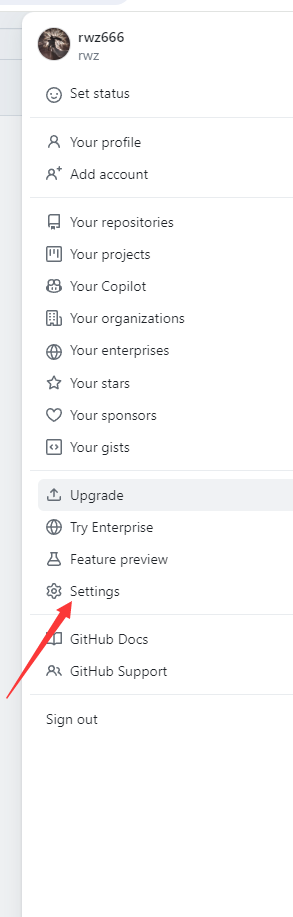 rwz666
rwz
Set status
Your profile
Add account
Your repositories
Your projects
Your Copilot
Your organizations
Your enterprises
Your stars
Your sponsors
Your gists
Upgrade
Try Enterprise
Feature preview
Settings
GitHub Docs
GitHub Support
Sign out